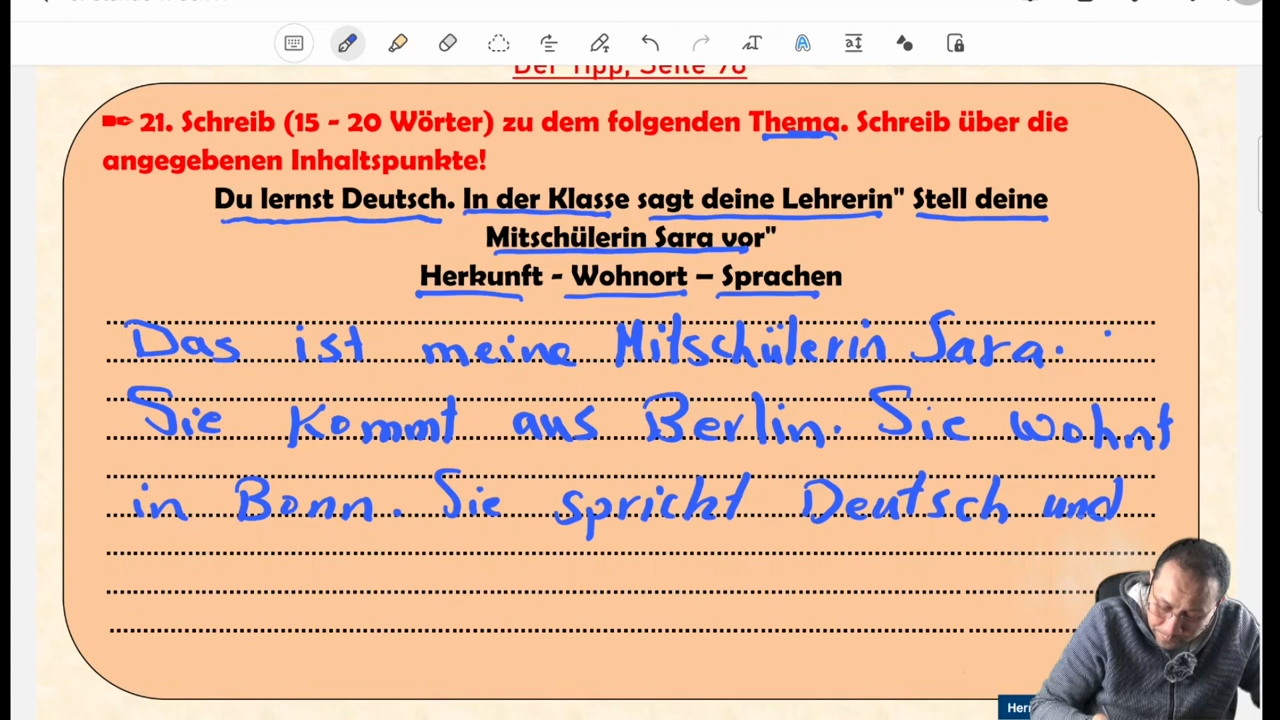 Der Tipp, Seite 76
21. Schreib (15 - 20 Wörter) zu dem folgenden Thema. Schreib über die
angegebenen Inhaltspunkte!
Du lernst Deutsch. In der Klasse sagt deine Lehrerin" Stell deine
Mitschülerin Sara vor"
Herkunft - Wohnort – Sprachen
Das ist meine Mitschülerin Sara.
Sie kommt aus Berlin. Sie wohnt
in Bonn. Sie spricht Deutsch und
Herr